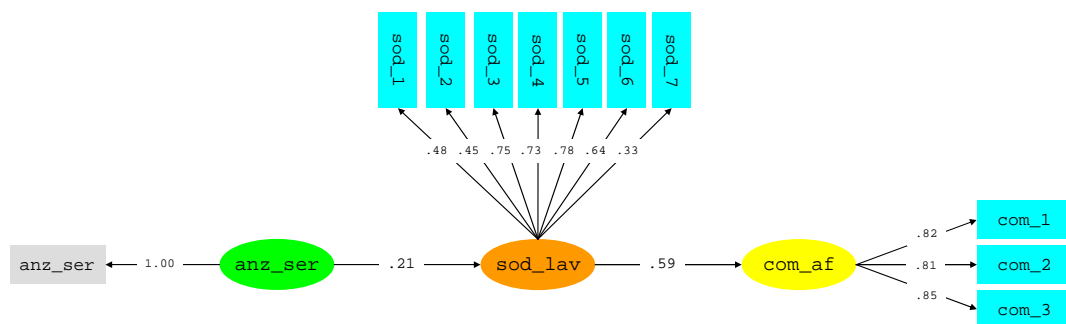 sod_1
sod_2
sod_3
sod_4
sod_5
sod_6
sod_7
.48 .45 .75 .73 .78 .64 .33
anz_ser
1.00
anz_ser
.21
sod_lav
.59
com_af
.82
.81
.85
com_1
com_2
com_3